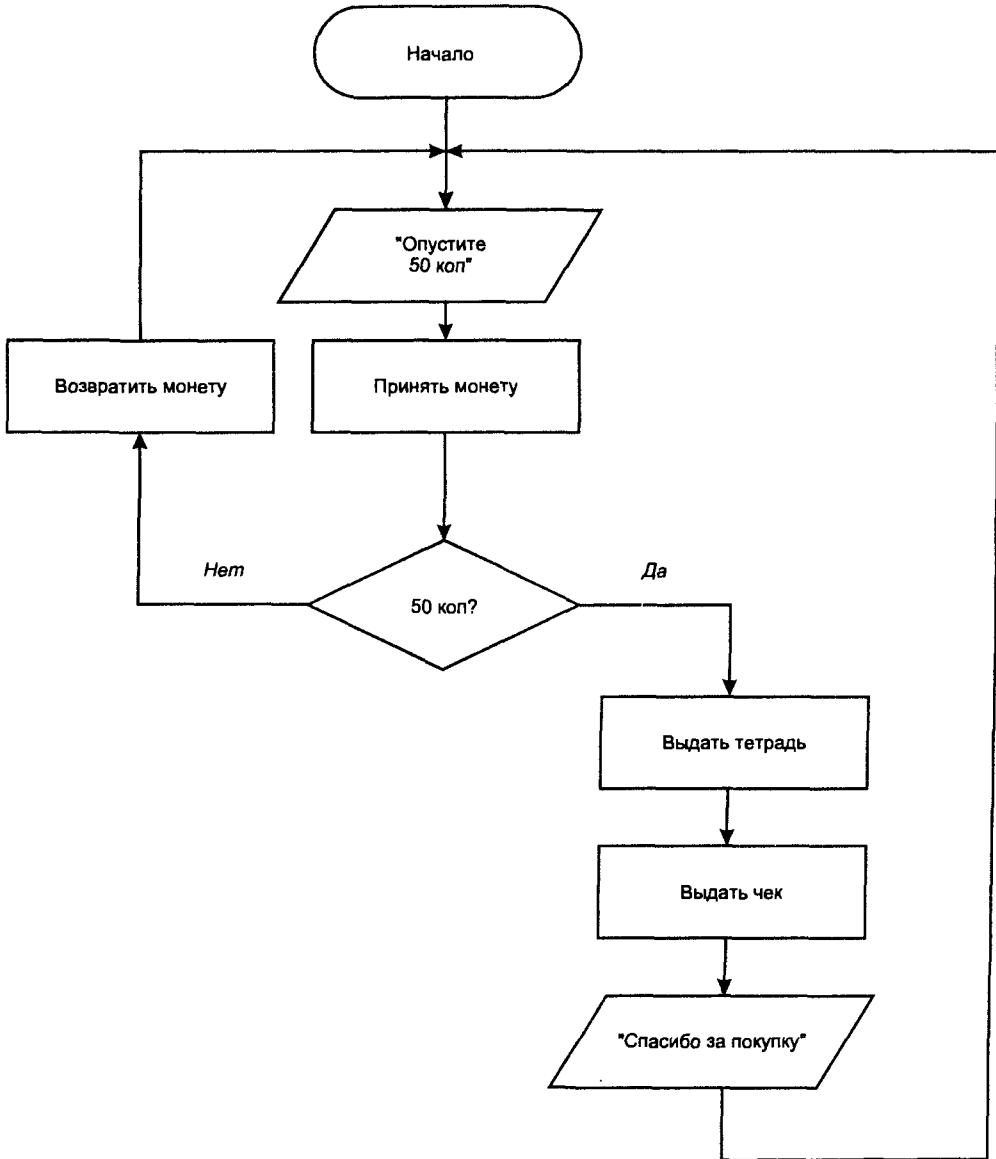 Начало
"Опустите
50 коп"
Возвратить монету
Принять монету
Нет
Да
50 коп?
Выдать тетрадь
Выдать чек
"Спасибо за покупку"